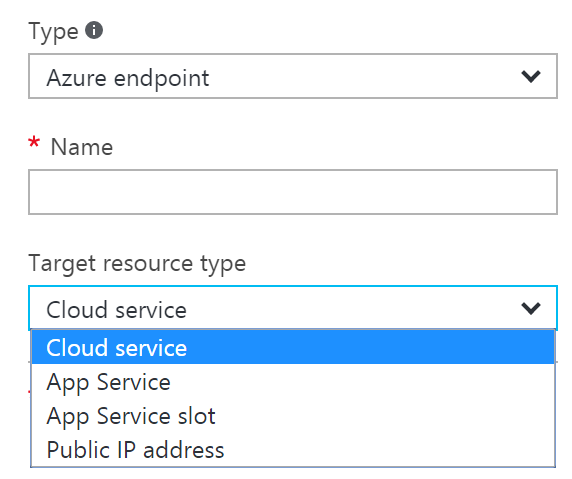 Type
Azure endpoint
* Name
Target resource type
Cloud service
Cloud service
App Service
App Service slot
Public IP address